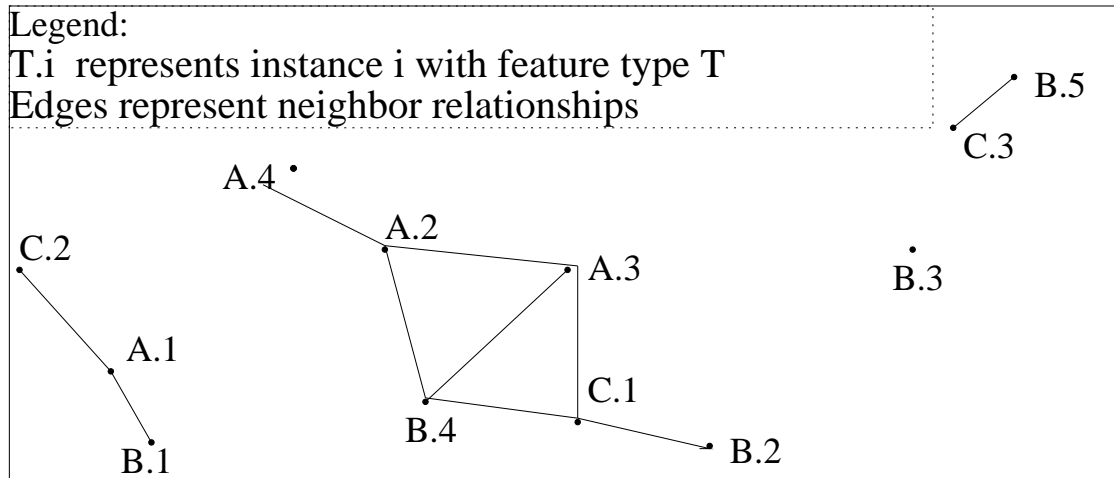 Legend:
T.i represents instance i with feature type T
Edges represent neighbor relationships
B.5
C.3
A.4
A.2
C.2
A.3
B.3
A.1
C.1
B.4
B.2
B.1